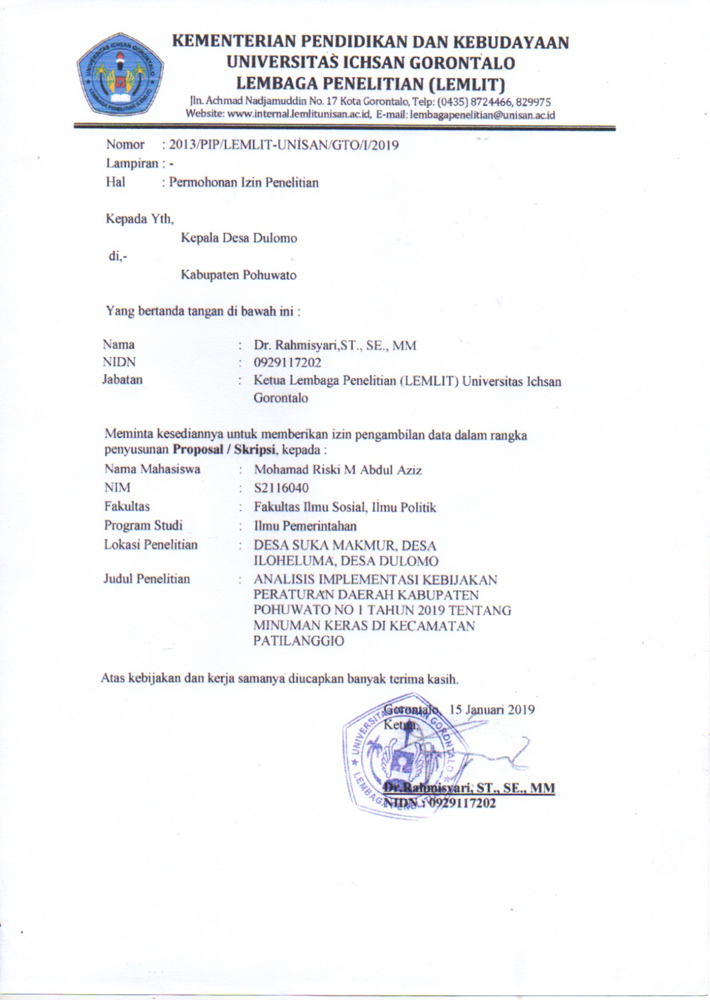 KEMENTERIAN PENDIDIKAN DAN KEBUDAYAAN
UNIVERSITAS ICHSAN GORONTALO
LEMBAGA PENELITIAN (LEMLIT)
Jln. Achmad Nadjamuddin No. 17 Kota Gorontalo, Telp: (0435) 8724466, 829975
Website: www.internal.lemlitunisan.ac.id, E-mail: lembagapenelitian@unisan.ac.id
UNIVERSITAS ICHSAN GORONTALO
LEMBAGA PENELITIAN (LEMLIT)
Nomor : 2013/PIP/LEMLIT-UNISAN/GTO/I/2019
Lampiran : -
Hal : Permohonan Izin Penelitian
Kepada Yth,
Kepala Desa Dulomo
di,-
Kabupaten Pohuwato
Yang bertanda tangan di bawah ini :
Nama : Dr. Rahmisyari,ST., SE., MM
NIDN : 0929117202
Jabatan : Ketua Lembaga Penelitian (LEMLIT) Universitas Ichsan
Gorontalo
Meminta kesediannya untuk memberikan izin pengambilan data dalam rangka
penyusunan Proposal / Skripsi, kepada :
Nama Mahasiswa : Mohamad Riski M Abdul Aziz
NIM : S2116040
Fakultas : Fakultas Ilmu Sosial, Ilmu Politik
Program Studi : Ilmu Pemerintahan
Lokasi Penelitian : DESA SUKA MAKMUR, DESA
ILOHELUMA, DESA DULOMO
Judul Penelitian : ANALISIS IMPLEMENTASI KEBIJAKAN
PERATURAN DAERAH KABUPATEN
POHUWATO NO 1 TAHUN 2019 TENTANG
MINUMAN KERAS DI KECAMATAN
PATILANGGIO
Atas kebijakan dan kerja samanya diucapkan banyak terima kasih.
Gorontalo, 15 Januari 2019
Ketua,
UNIVERSITAS ICHSAN GORONTALO
LEMBAGA PENELITIAN
Dr.Rahmisyari, ST., SE., MM
NIDN : 0929117202